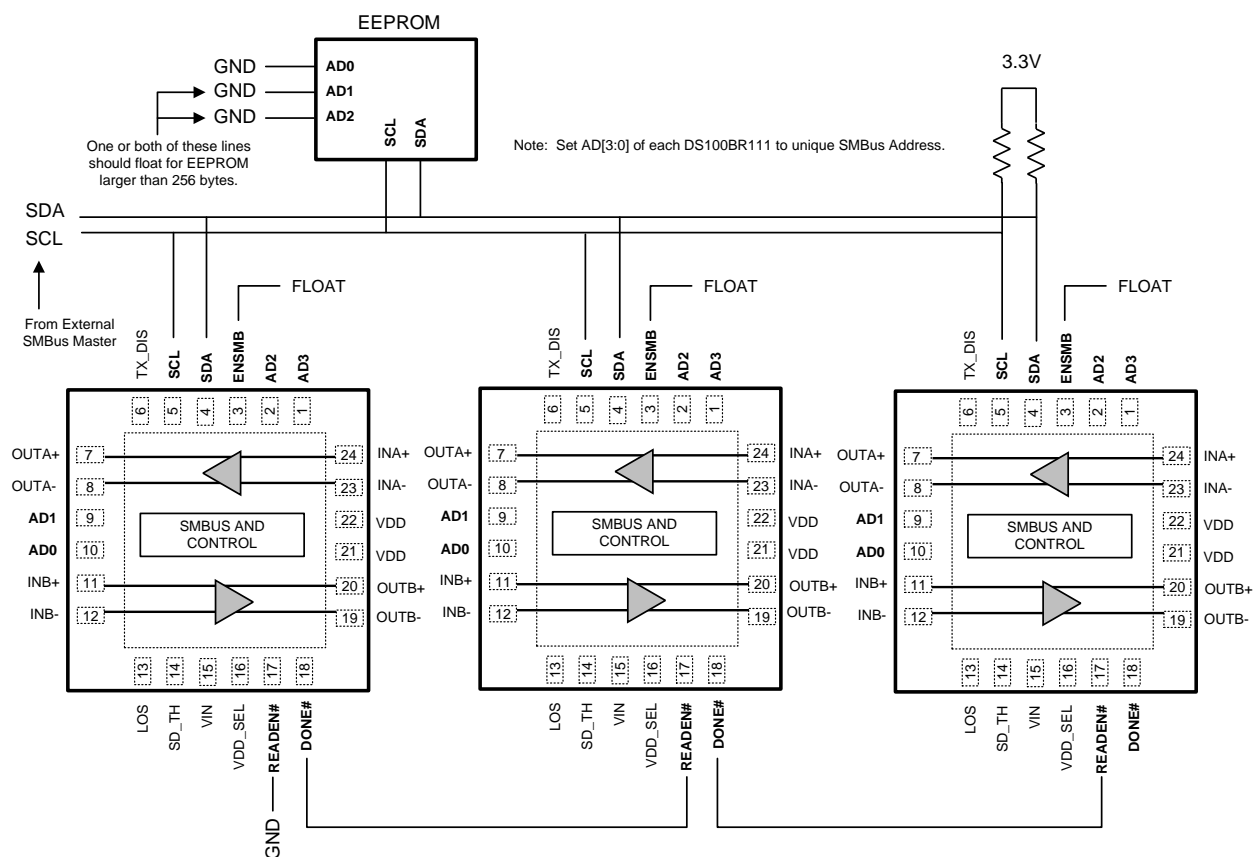 EEPROM
GND AD0
GND AD1
GND AD2
SCL
SDA
3.3V
One or both of these lines
should float for EEPROM
larger than 256 bytes.
Note: Set AD[3:0] of each DS100BR111 to unique SMBus Address.
SDA
SCL
From External
SMBus Master
FLOAT
TX_DIS
SCL
SDA
ENSMB
AD2
AD3
6 5 4 3 2 1
OUTA+ 7 24 INA+
OUTA- 8 23 INA-
AD1 9 22 VDD
AD0 10 21 VDD
SMBUS AND
CONTROL
INB+ 11 20 OUTB+
INB- 12 19 OUTB-
13 14 15 16 17 18
LOS
SD_TH
VIN
VDD_SEL
READEN#
DONE#
GND
FLOAT
TX_DIS
SCL
SDA
ENSMB
AD2
AD3
6 5 4 3 2 1
OUTA+ 7 24 INA+
OUTA- 8 23 INA-
AD1 9 22 VDD
AD0 10 21 VDD
SMBUS AND
CONTROL
INB+ 11 20 OUTB+
INB- 12 19 OUTB-
13 14 15 16 17 18
LOS
SD_TH
VIN
VDD_SEL
READEN#
DONE#
FLOAT
TX_DIS
SCL
SDA
ENSMB
AD2
AD3
6 5 4 3 2 1
OUTA+ 7 24 INA+
OUTA- 8 23 INA-
AD1 9 22 VDD
AD0 10 21 VDD
SMBUS AND
CONTROL
INB+ 11 20 OUTB+
INB- 12 19 OUTB-
13 14 15 16 17 18
LOS
SD_TH
VIN
VDD_SEL
READEN#
DONE#